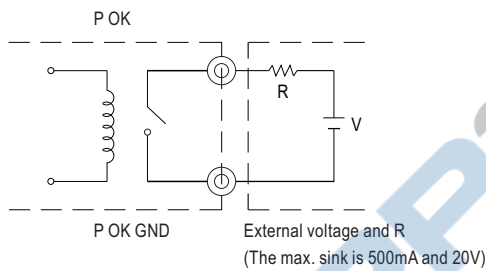 P OK
R
V
P OK GND
External voltage and R
(The max. sink is 500mA and 20V)